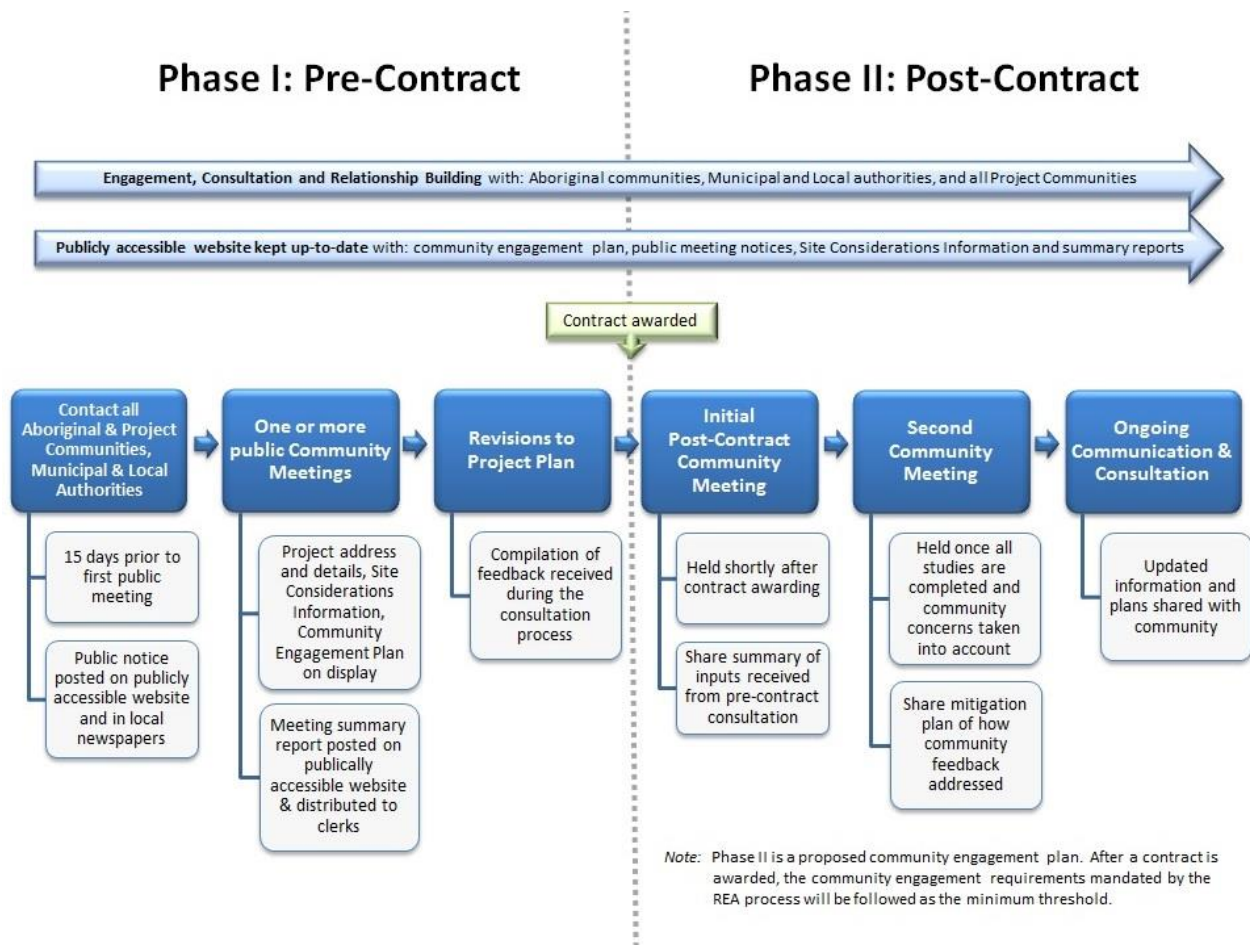 Phase I: Pre-Contract
Phase II: Post-Contract
Engagement, Consultation and Relationship Building with: Aboriginal communities, Municipal and Local authorities, and all Project Communities
Publicly accessible website kept up-to-date with: community engagement plan, public meeting notices, Site Considerations Information and summary reports
Contract awarded
Contact all
Aboriginal & Project
Communities,
Municipal & Local
Authorities
15 days prior to
first public
meeting
Public notice
posted on publicly
accessible website
and in local
newspapers
One or more
public Community
Meetings
Project address
and details, Site
Considerations
Information,
Community
Engagement Plan
on display
Meeting summary
report posted on
publically
accessible website
& distributed to
clerks
Revisions to
Project Plan
Compilation of
feedback received
during the
consultation
process
Initial
Post-Contract
Community
Meeting
Held shortly after
contract awarding
Share summary of
inputs received
from pre-contract
consultation
Second
Community
Meeting
Held once all
studies are
completed and
community
concerns taken
into account
Share mitigation
plan of how
community
feedback
addressed
Ongoing
Communication &
Consultation
Updated
information and
plans shared with
community
Note: Phase II is a proposed community engagement plan. After a contract is
awarded, the community engagement requirements mandated by the
REA process will be followed as the minimum threshold.